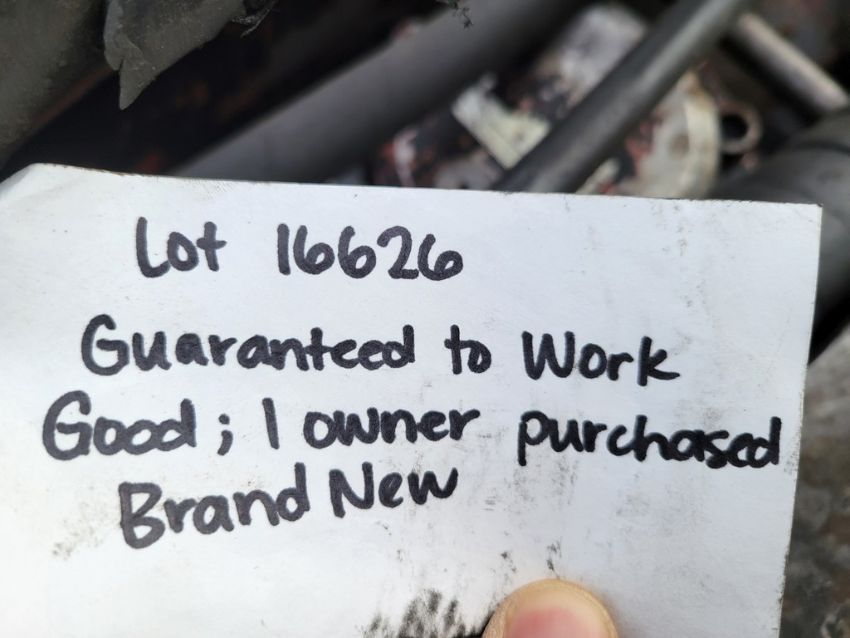 Lot 16626
Guaranteed to Work
Good; 1 owner purchased
Brand New